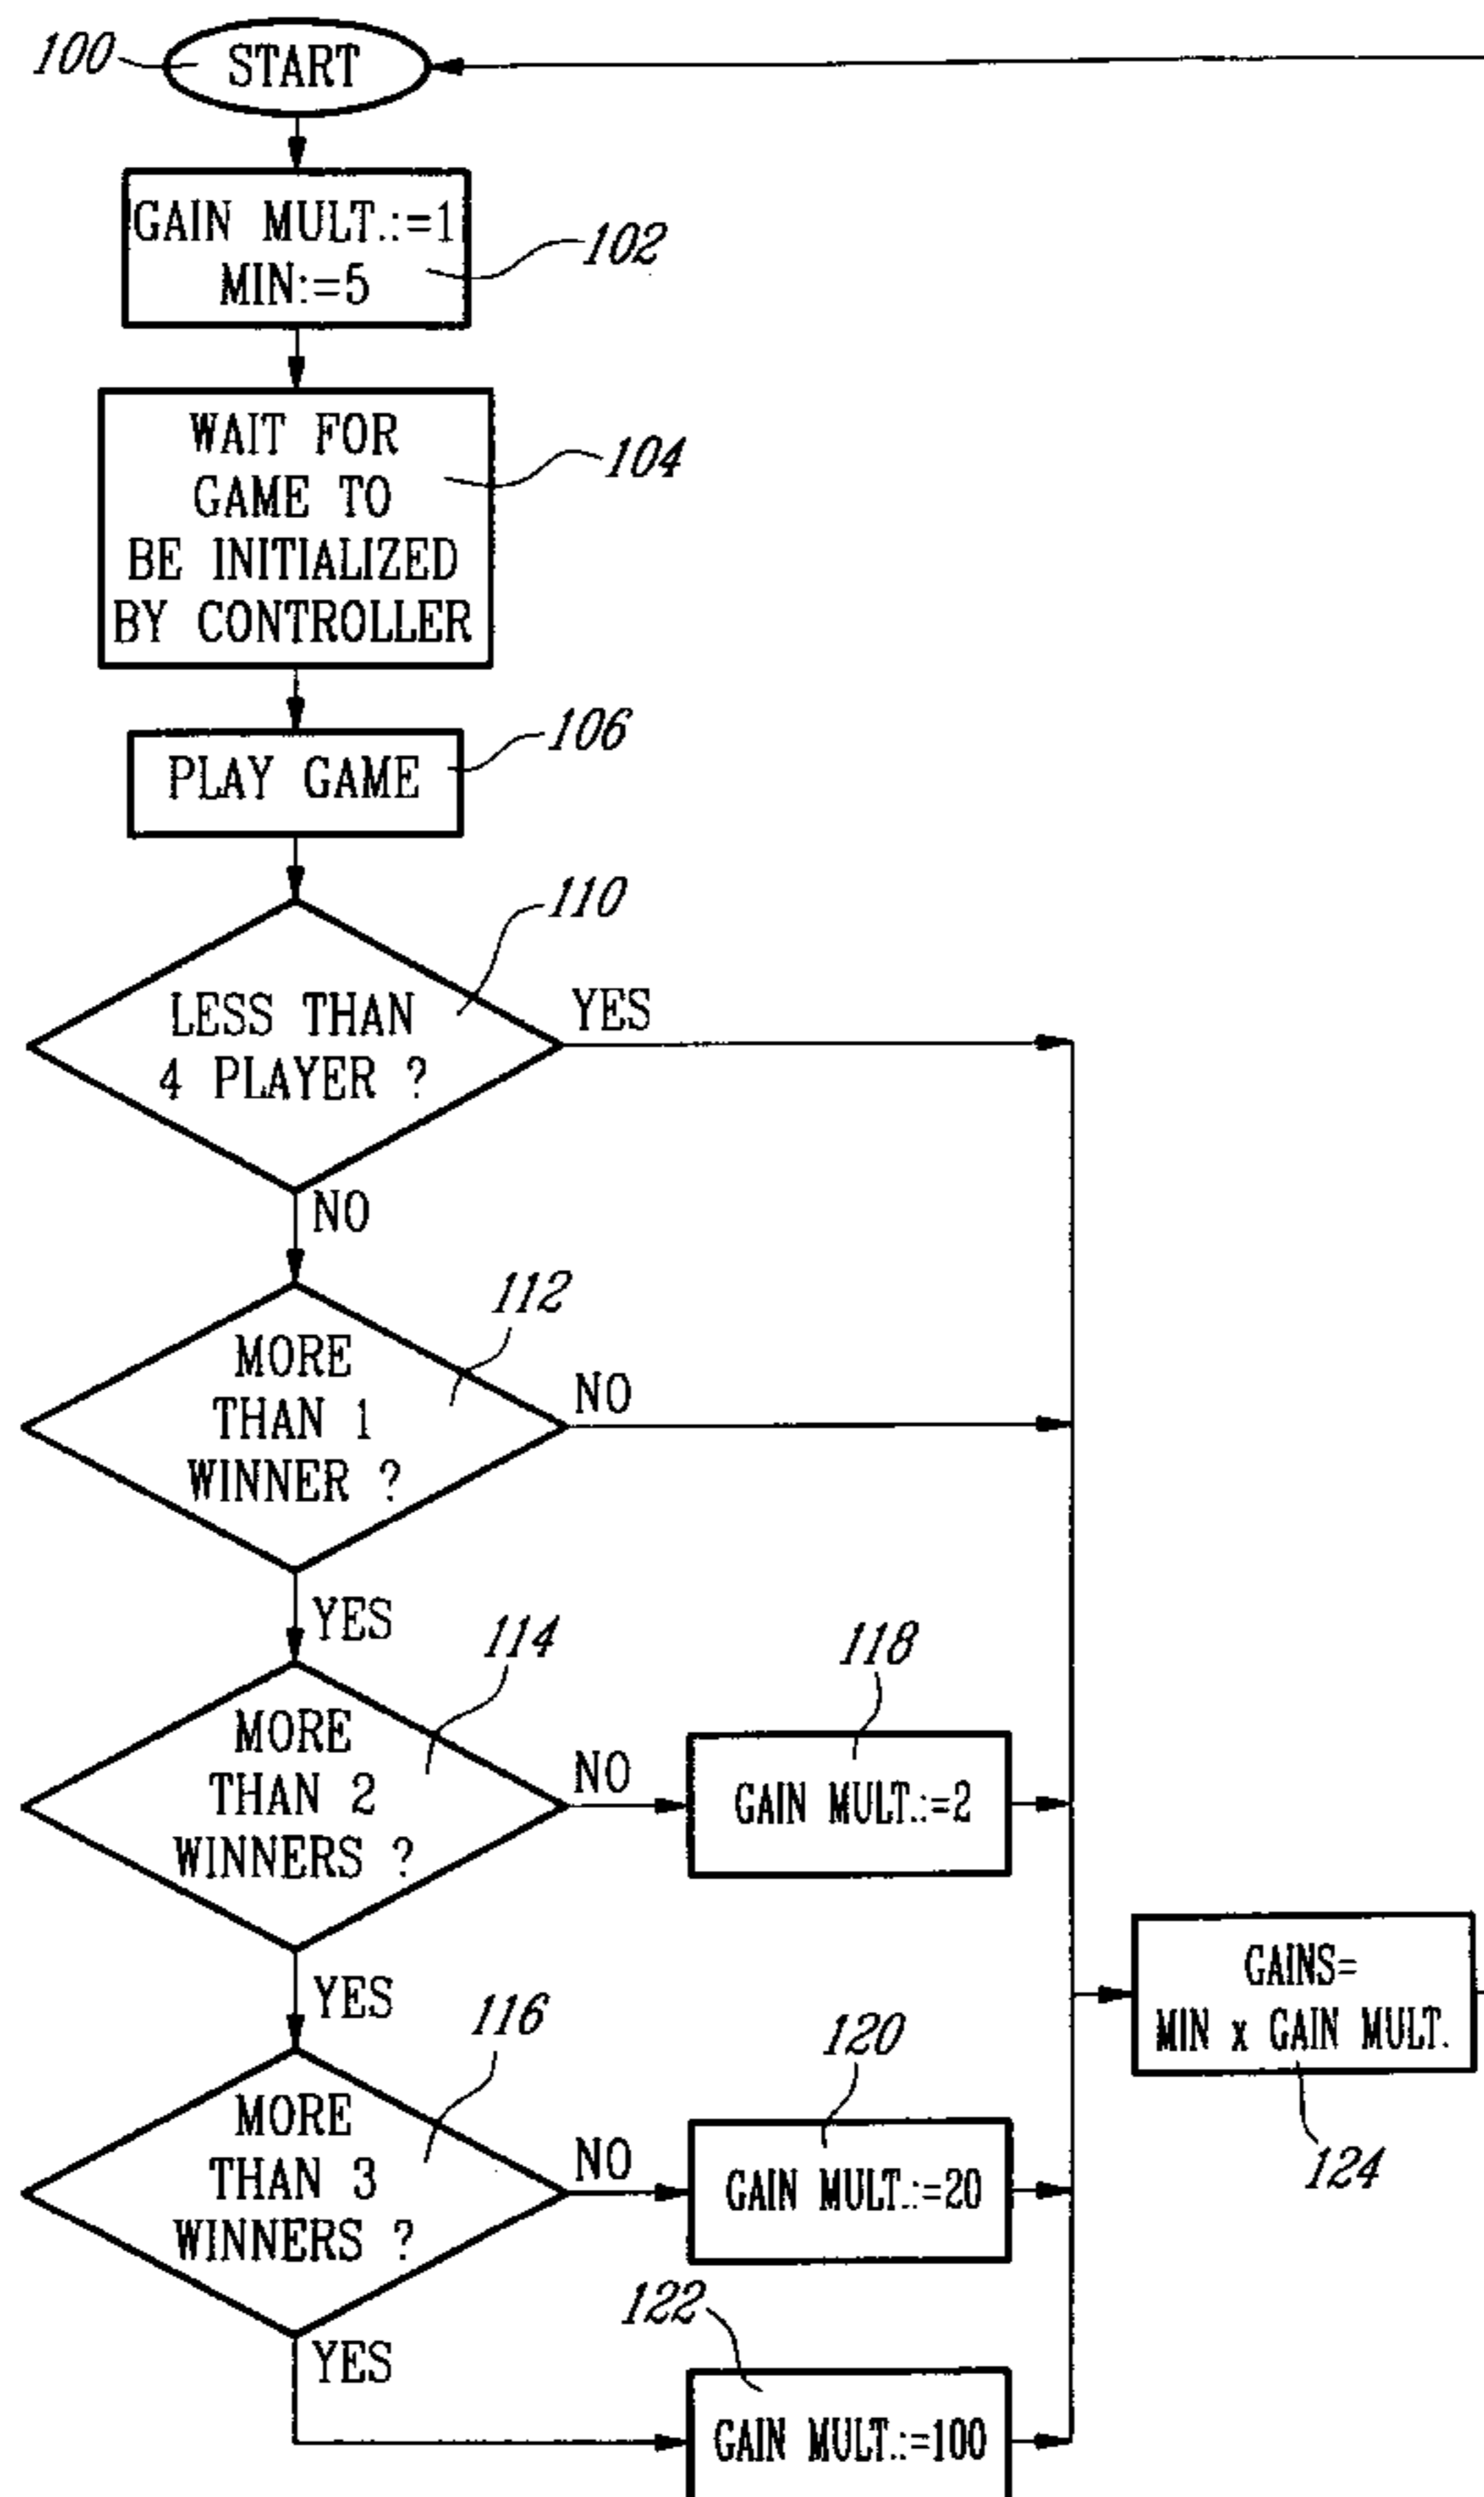 100
START
GAIN MULT.:=1
MIN:=5
102
WAIT FOR
GAME TO
BE INITIALIZED
BY CONTROLLER
104
PLAY GAME
106
110
LESS THAN
4 PLAYER ?
YES
NO
112
MORE
THAN 1
WINNER ?
NO
YES
114
MORE
THAN 2
WINNERS ?
NO
118
GAIN MULT.:=2
YES
116
MORE
THAN 3
WINNERS ?
NO
120
GAIN MULT.:=20
YES
122
GAIN MULT.:=100
GAINS=
MIN x GAIN MULT.
124